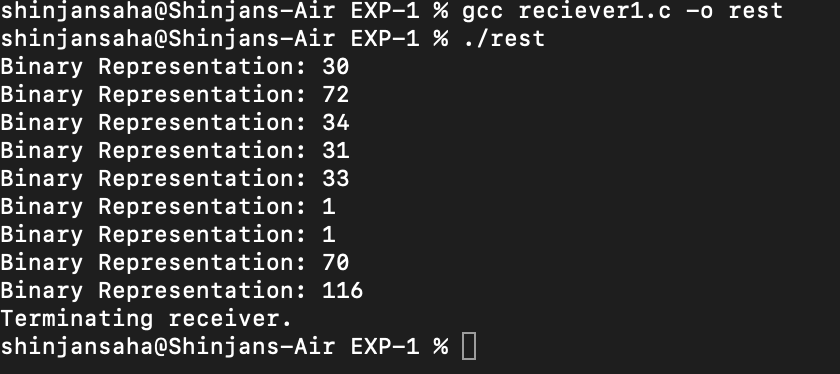 shinjansaha@Shinjans-Air EXP-1 % gcc reciever1.c -o rest
shinjansaha@Shinjans-Air EXP-1 % ./rest
Binary Representation: 30
Binary Representation: 72
Binary Representation: 34
Binary Representation: 31
Binary Representation: 33
Binary Representation: 1
Binary Representation: 1
Binary Representation: 70
Binary Representation: 116
Terminating receiver.
shinjansaha@Shinjans-Air EXP-1 %